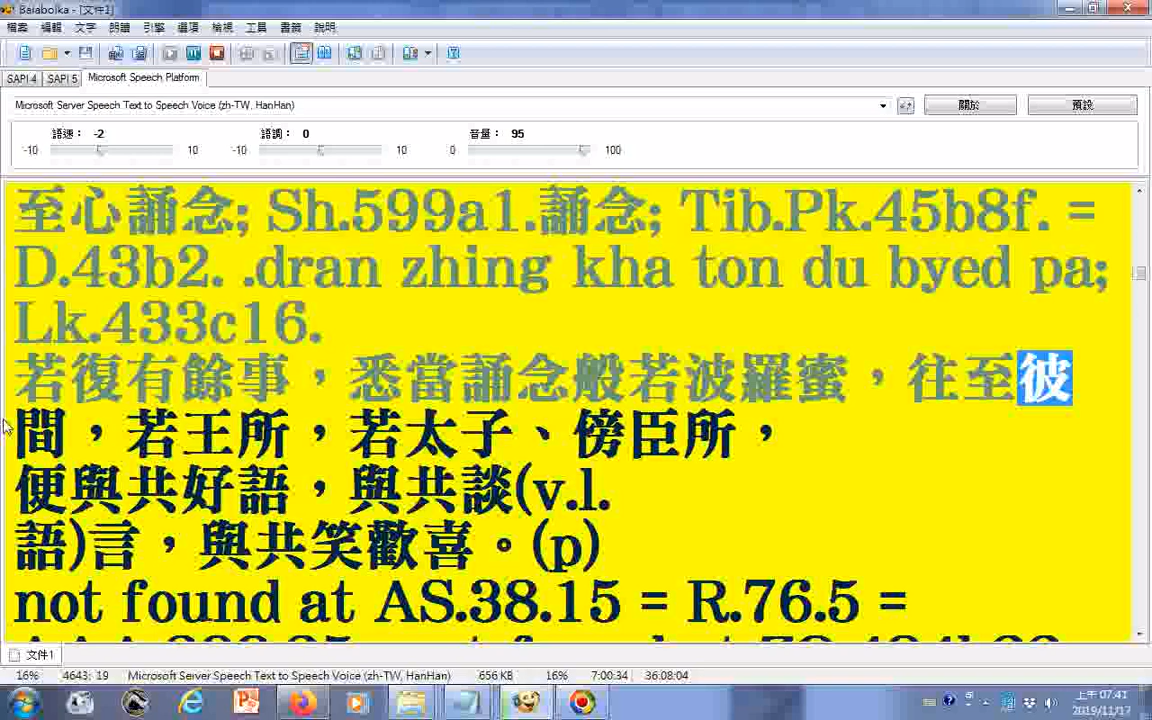 Balabolka - [文件1]
檔案 編輯 文字 朗讀 引擎 選項 檢視 工具 書籤 說明
SAPI 4 SAPI 5 Microsoft Speech Platform
Microsoft Server Speech Text to Speech Voice (zh-TW, HanHan) 關於 預設
語速： -2 語調： 0 音量： 95
-10 10 -10 10 0 100
至心誦念; Sh.599a1.誦念; Tib.Pk.45b8f. =
D.43b2. .dran zhing kha ton du byed pa;
Lk.433c16.
若復有餘事，悉當誦念般若波羅蜜，往至彼
間，若王所，若太子、傍臣所，
便與共好語，與共談(v.l.
語)言，與共笑歡喜。(p)
not found at AS.38.15 = R.76.5 =
文件1
16% 4643: 19 Microsoft Server Speech Text to Speech Voice (zh-TW, HanHan) 656 KB 16% 7:00:34 36:08:04
上午 07:41
2019/11/17